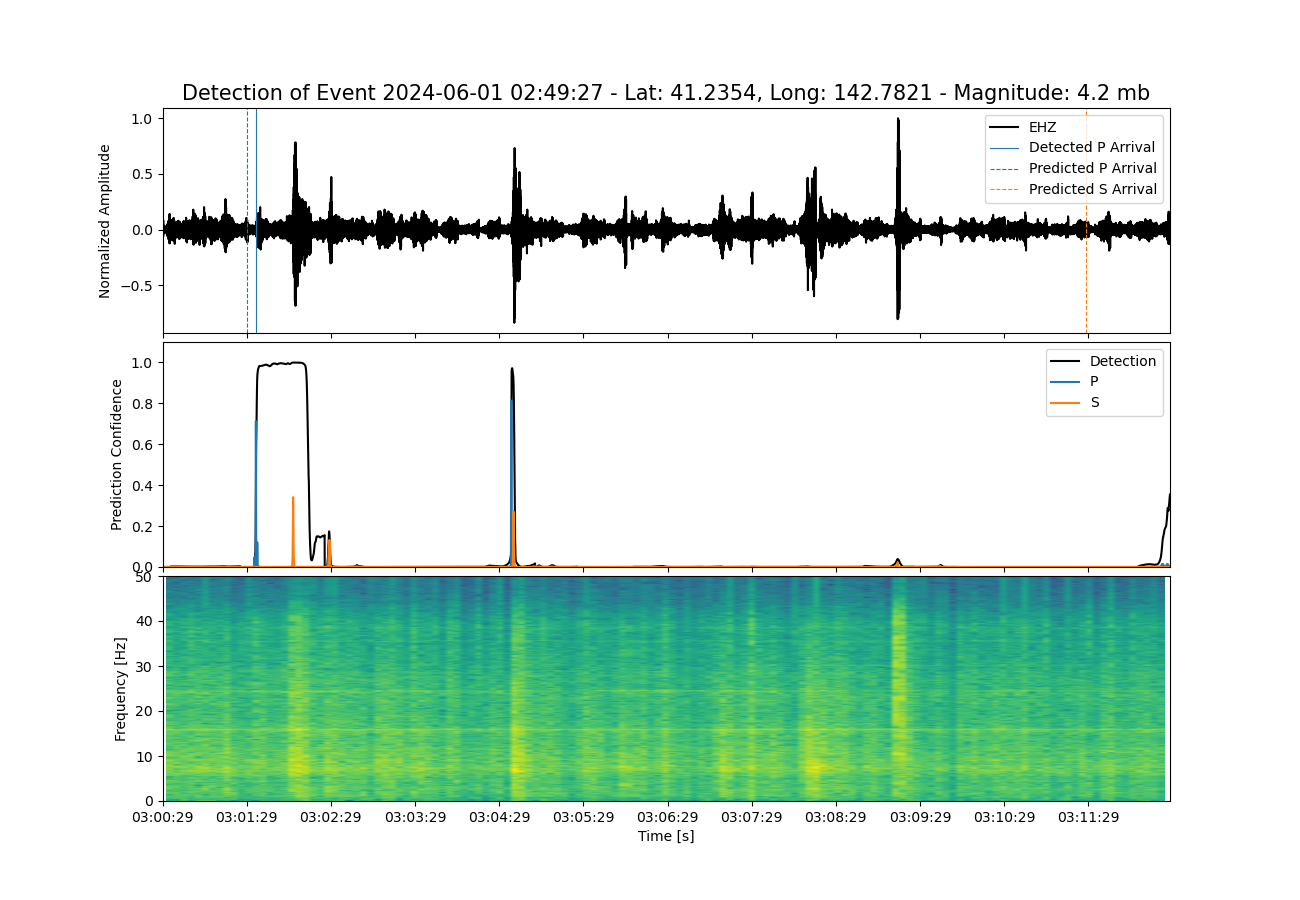 Detection of Event 2024-06-01 02:49:27 - Lat: 41.2354, Long: 142.7821 - Magnitude: 4.2 mb
Normalized Amplitude
1.0
0.5
0.0
−0.5
EHZ
Detected P Arrival
Predicted P Arrival
Predicted S Arrival
Prediction Confidence
1.0
0.8
0.6
0.4
0.2
0.0
Detection
P
S
Frequency [Hz]
50
40
30
20
10
0
03:00:29 03:01:29 03:02:29 03:03:29 03:04:29 03:05:29 03:06:29 03:07:29 03:08:29 03:09:29 03:10:29 03:11:29
Time [s]